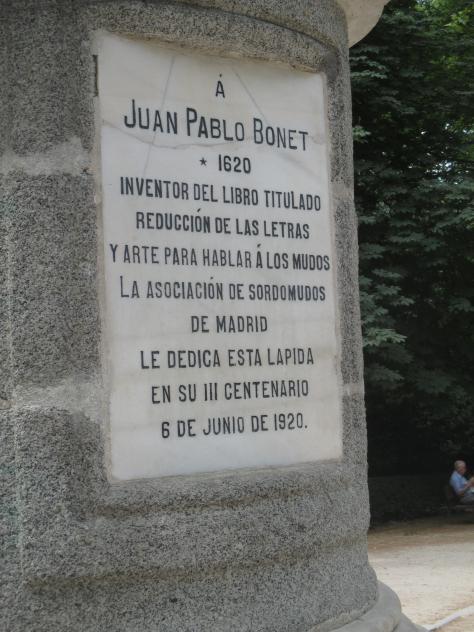 Á
JUAN PABLO BONET
* 1620
INVENTOR DEL LIBRO TITULADO
REDUCCIÓN DE LAS LETRAS
Y ARTE PARA HABLAR Á LOS MUDOS
LA ASOCIACIÓN DE SORDOMUDOS
DE MADRID
LE DEDICA ESTA LAPIDA
EN SU III CENTENARIO
6 DE JUNIO DE 1920.